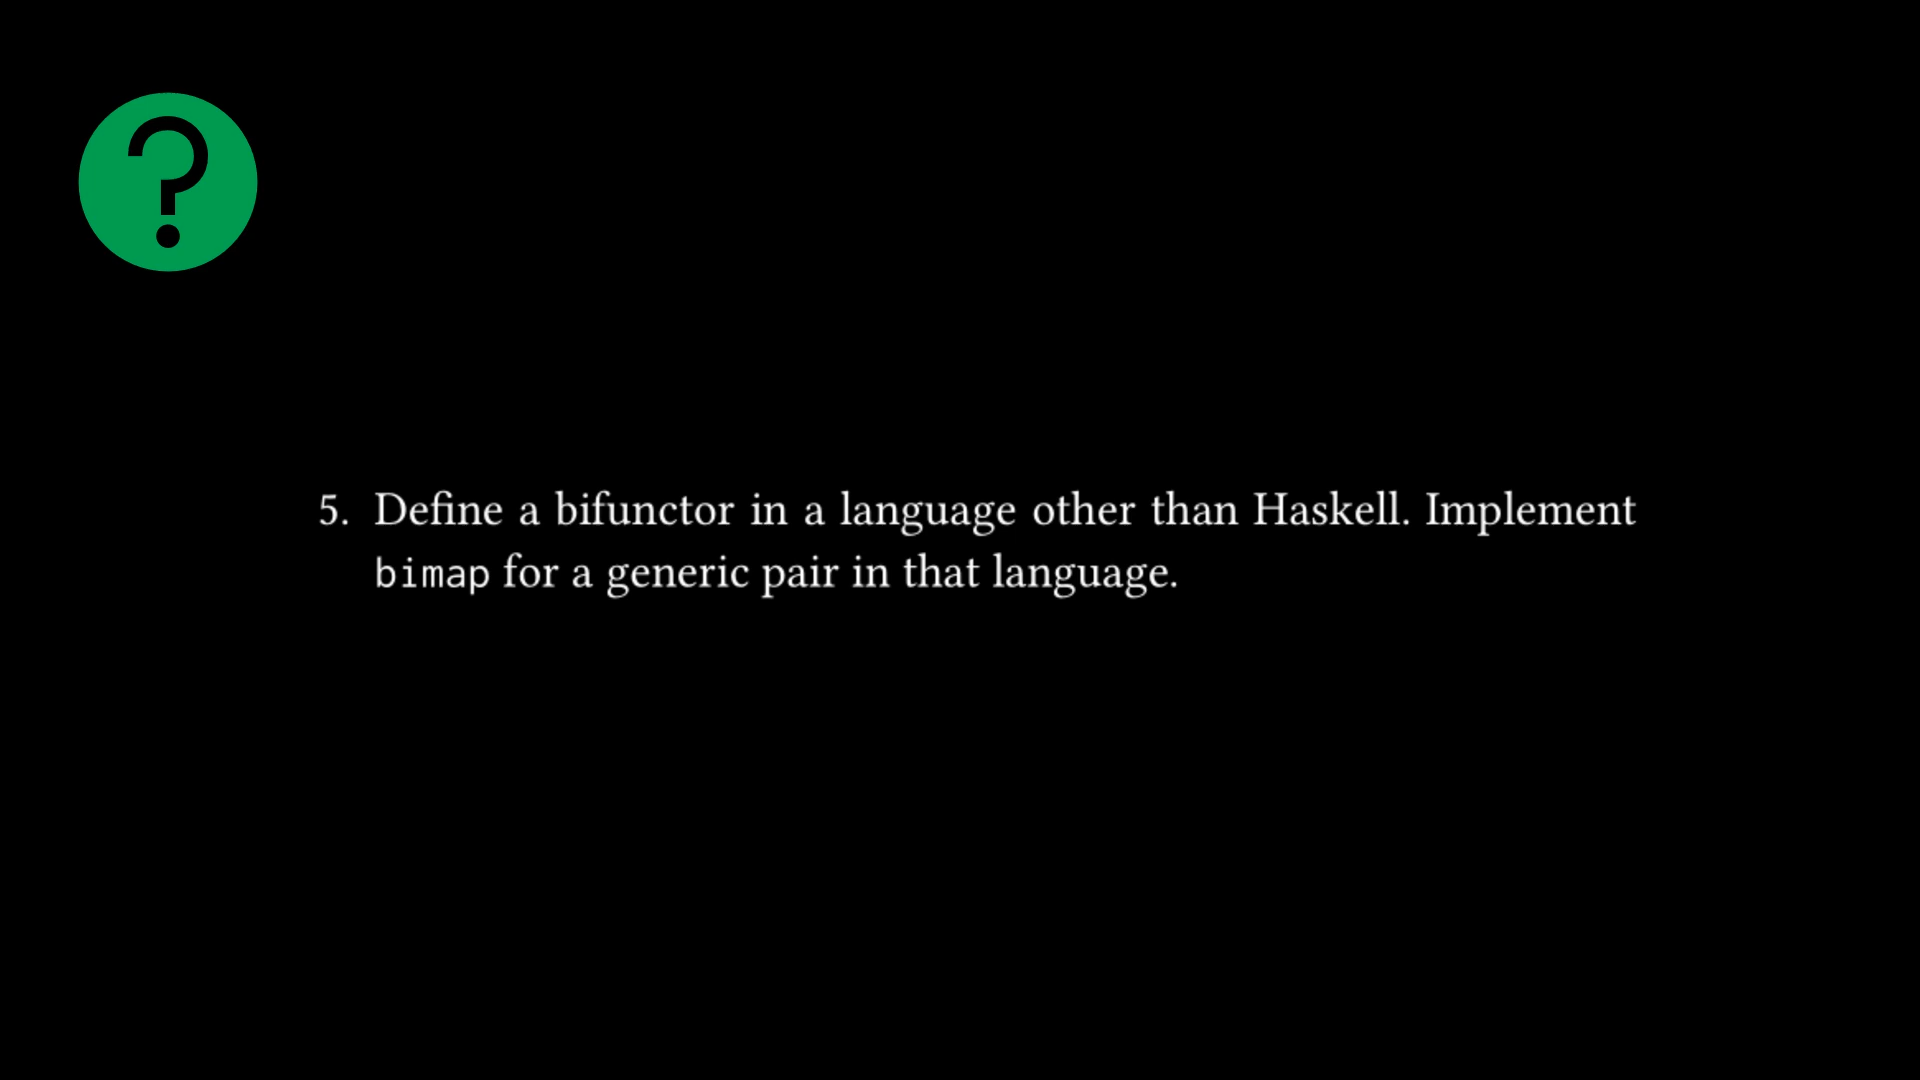 ?
5. Define a bifunctor in a language other than Haskell. Implement
bimap for a generic pair in that language.